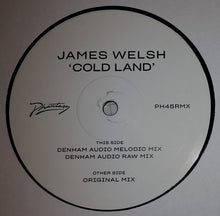 JAMES WELSH
'COLD LAND'
Phantasy
PH45RMX
THIS SIDE
DENHAM AUDIO MELODIC MIX
DENHAM AUDIO RAW MIX
OTHER SIDE
ORIGINAL MIX